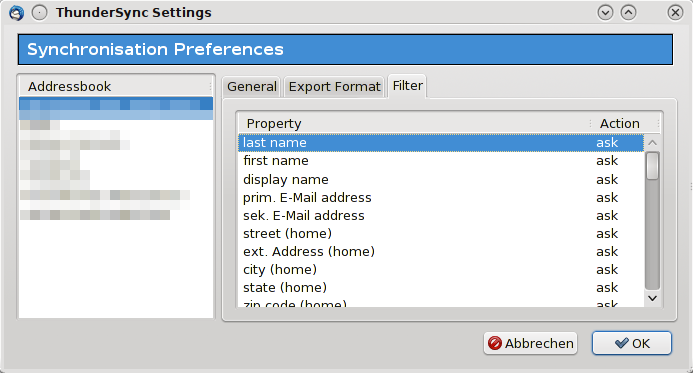 ThunderSync Settings
Synchronisation Preferences
Addressbook
General Export Format Filter
Property Action
last name ask
first name ask
display name ask
prim. E-Mail address ask
sek. E-Mail address ask
street (home) ask
ext. Address (home) ask
city (home) ask
state (home) ask
zip code (home) ask
Abbrechen OK